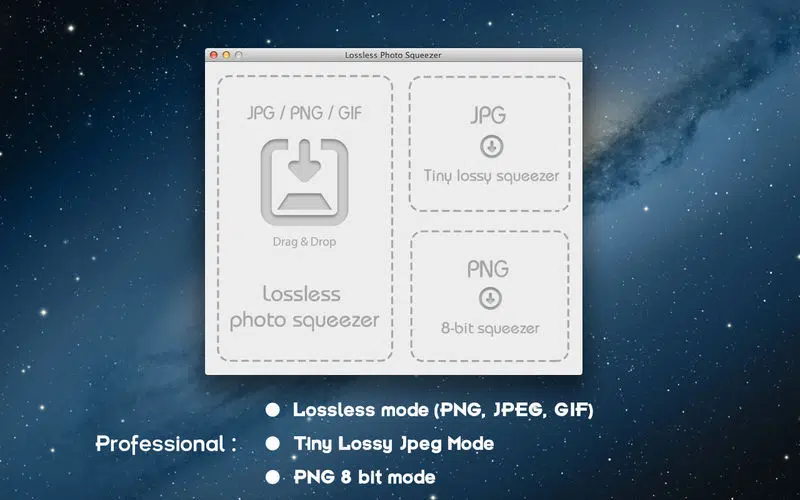 Lossless Photo Squeezer
JPG / PNG / GIF
Drag & Drop
Lossless
photo squeezer
JPG
Tiny lossy squeezer
PNG
8-bit squeezer
Professional :
Lossless mode (PNG, JPEG, GIF)
Tiny Lossy Jpeg Mode
PNG 8 bit mode